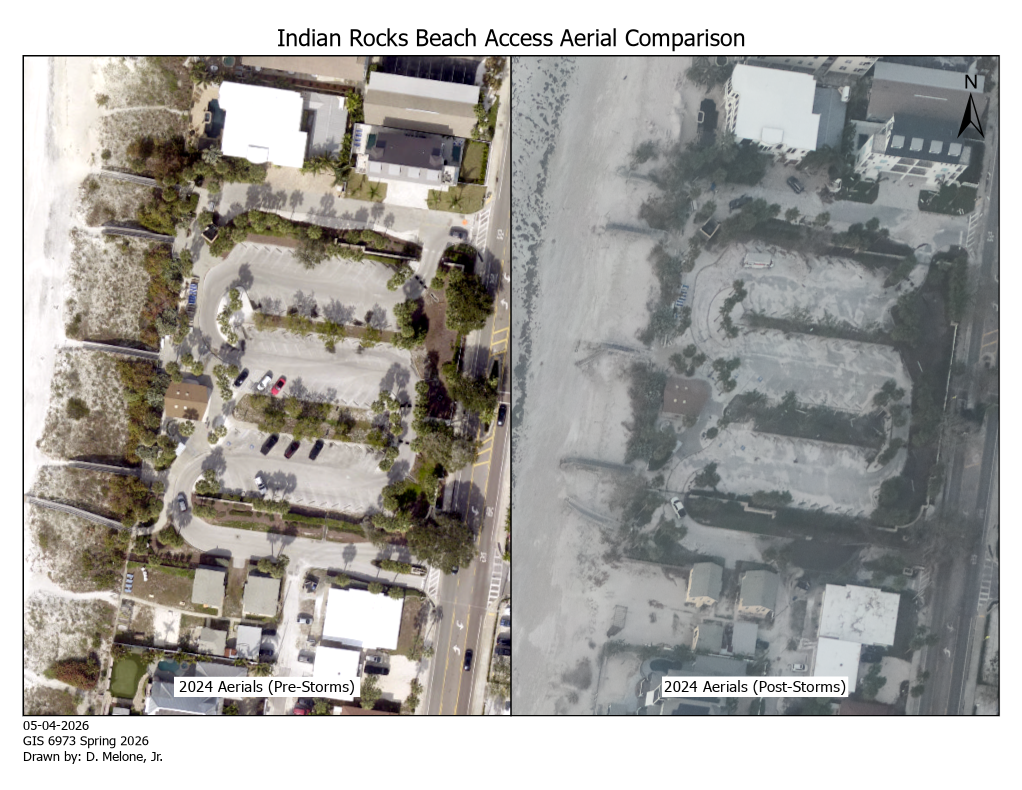 Indian Rocks Beach Access Aerial Comparison
N
2024 Aerials (Pre-Storms)
2024 Aerials (Post-Storms)
05-04-2026
GIS 6973 Spring 2026
Drawn by: D. Melone, Jr.